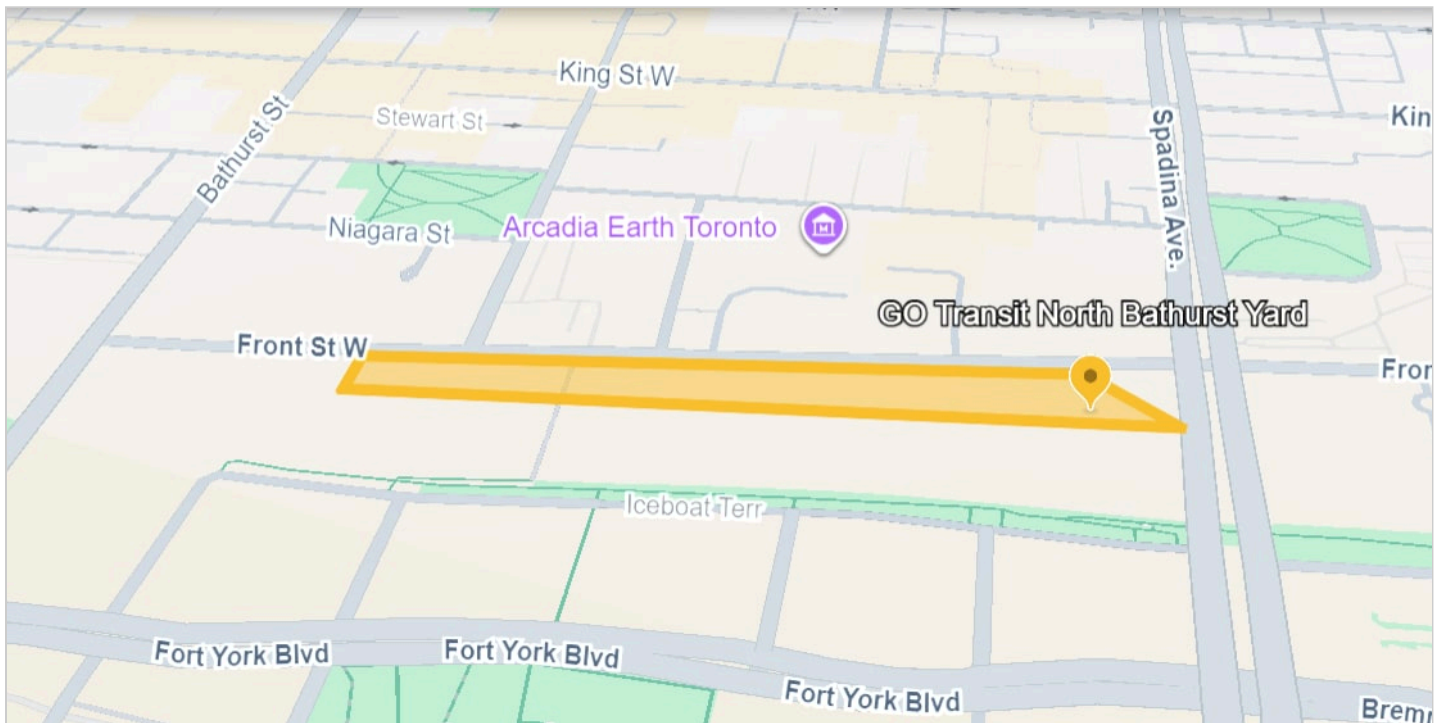 King St W
Stewart St
Bathurst St
Spadina Ave.
Kin
Niagara St
Arcadia Earth Toronto
GO Transit North Bathurst Yard
Front St W
Fron
Iceboat Terr
Fort York Blvd
Fort York Blvd
Fort York Blvd
Bremn